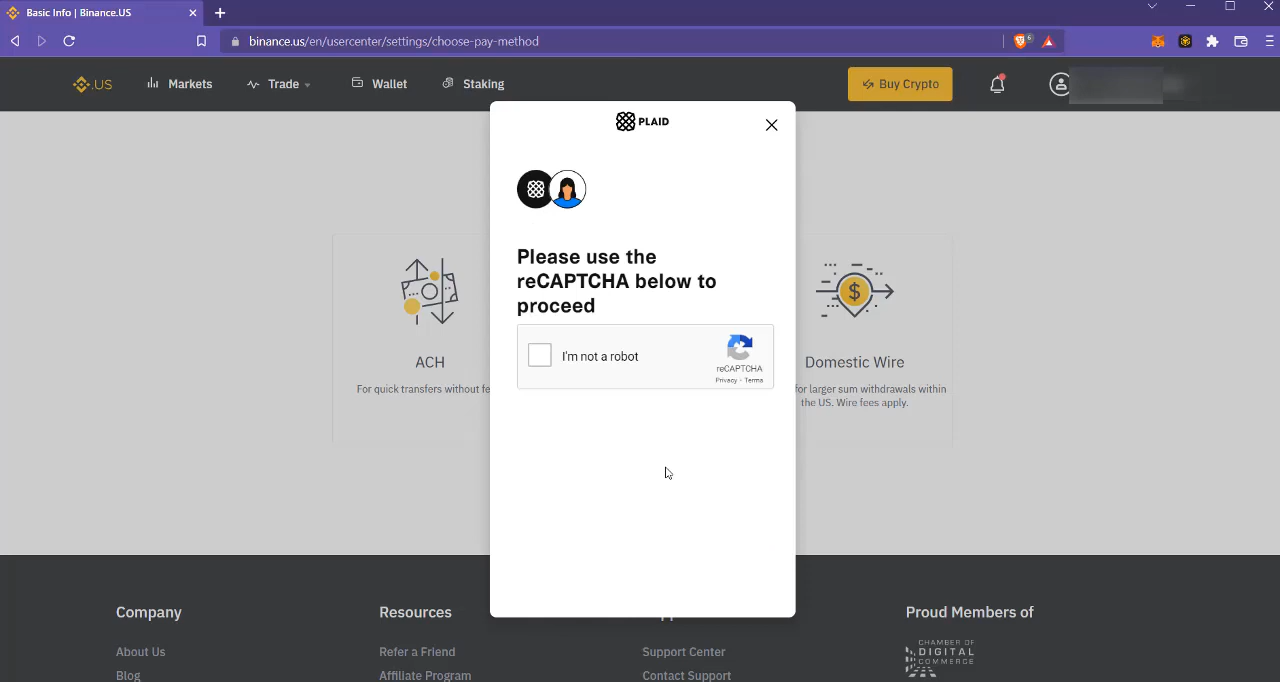 Basic Info | Binance.US
binance.us/en/usercenter/settings/choose-pay-method
6
.US
Markets
Trade
Wallet
Staking
Buy Crypto
PLAID
Please use the
reCAPTCHA below to
proceed
I'm not a robot
reCAPTCHA
Privacy - Terms
ACH
For quick transfers without fe
$
Domestic Wire
for larger sum withdrawals within
the US. Wire fees apply.
Company
About Us
Blog
Resources
Refer a Friend
Affiliate Program
Support Center
Contact Support
Proud Members of
CHAMBER OF
DIGITAL
COMMERCE